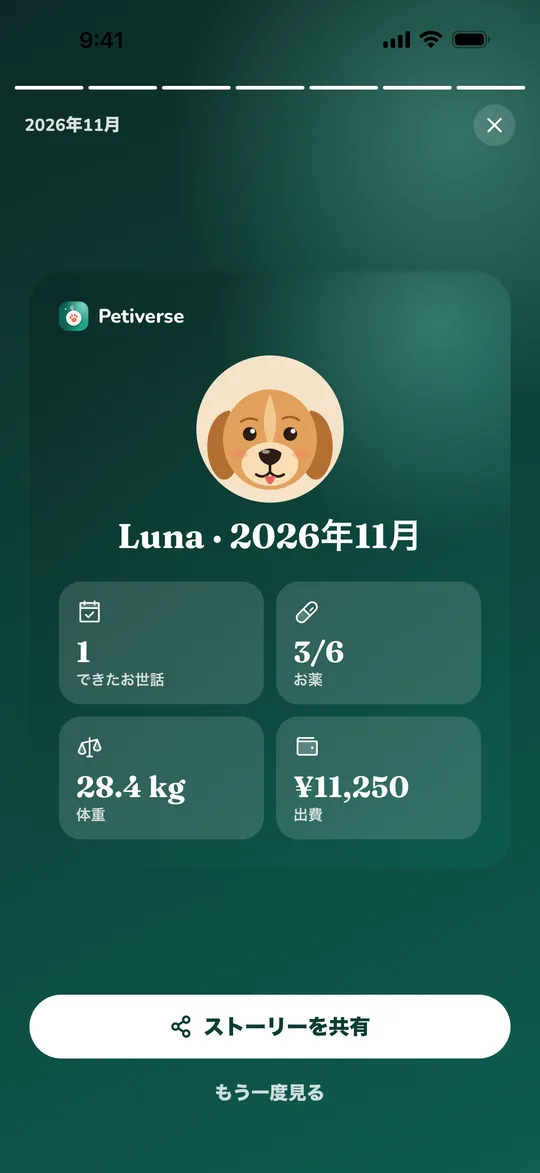 9:41
2026年11月
Petiverse
Luna · 2026年11月
1
できたお世話
3/6
お薬
28.4 kg
体重
¥11,250
出費
ストーリーを共有
もう一度見る